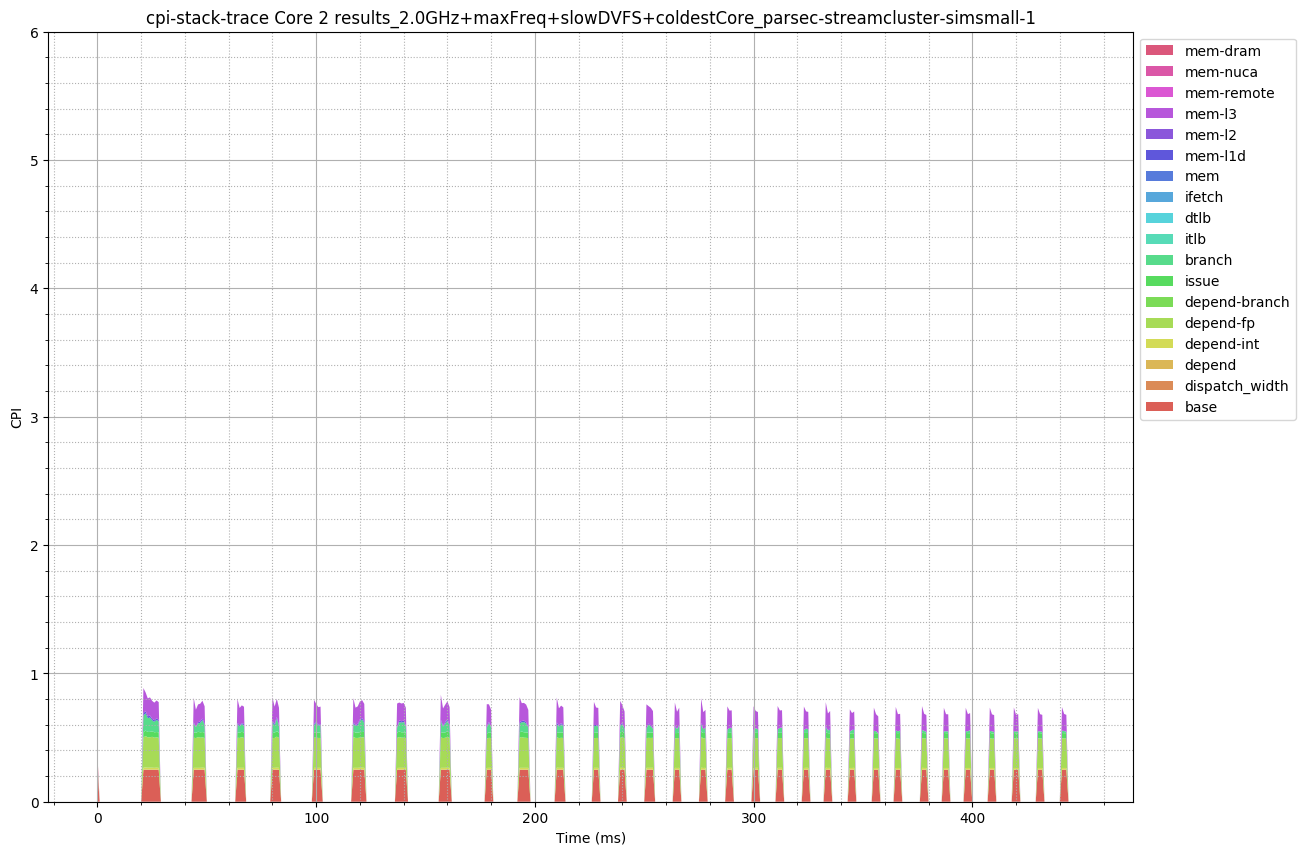 cpi-stack-trace Core 2 results_2.0GHz+maxFreq+slowDVFS+coldestCore_parsec-streamcluster-simsmall-1
6
5
4
3
2
1
0
CPI
0 100 200 300 400
Time (ms)
mem-dram
mem-nuca
mem-remote
mem-l3
mem-l2
mem-l1d
mem
ifetch
dtlb
itlb
branch
issue
depend-branch
depend-fp
depend-int
depend
dispatch_width
base